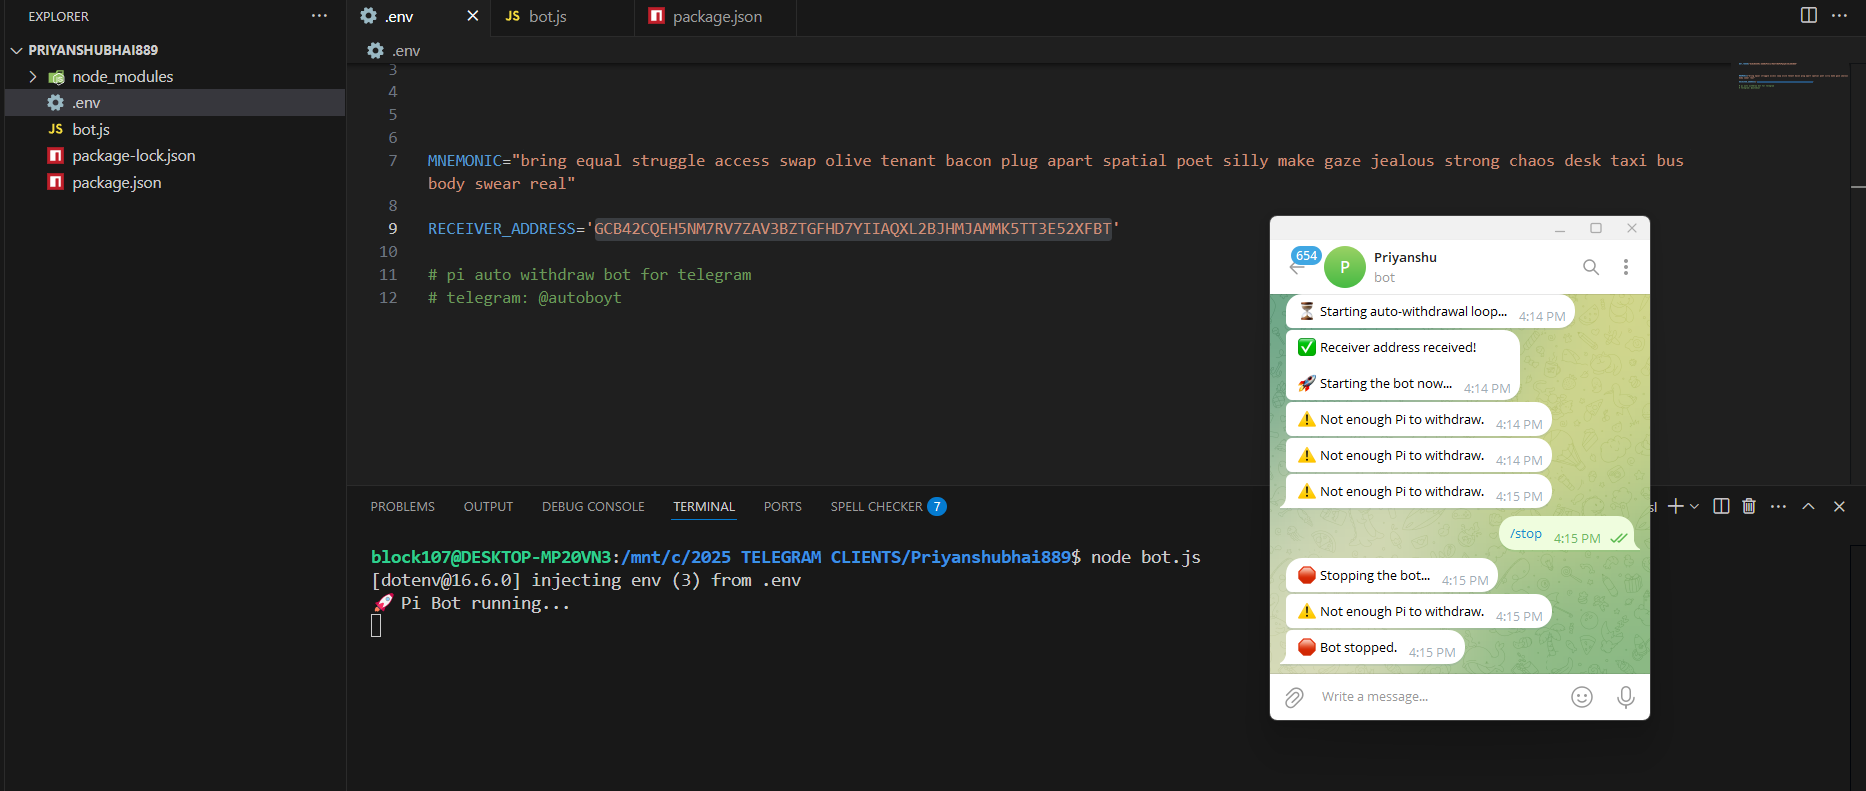 EXPLORER
PRIYANSHUBHAI889
node_modules
.env
JS bot.js
package-lock.json
package.json
.env
JS bot.js
package.json
.env
3
4
5
6
7 MNEMONIC="bring equal struggle access swap olive tenant bacon plug apart spatial poet silly make gaze jealous strong chaos desk taxi bus
body swear real"
8
9 RECEIVER_ADDRESS='GCB42CQEH5NM7RV7ZAV3BZTGFHD7YIIAQXL2BJHMJAMMK5TT3E52XFBT'
10
11 # pi auto withdraw bot for telegram
12 # telegram: @autoboyt
PROBLEMS OUTPUT DEBUG CONSOLE TERMINAL PORTS SPELL CHECKER 7
block107@DESKTOP-MP20VN3:/mnt/c/2025 TELEGRAM CLIENTS/Priyanshubhai889$ node bot.js
[dotenv@16.6.0] injecting env (3) from .env
🚀 Pi Bot running...
654
P
Priyanshu
bot
⏳ Starting auto-withdrawal loop... 4:14 PM
✅ Receiver address received!
🚀 Starting the bot now... 4:14 PM
⚠️ Not enough Pi to withdraw. 4:14 PM
⚠️ Not enough Pi to withdraw. 4:14 PM
⚠️ Not enough Pi to withdraw. 4:15 PM
/stop 4:15 PM
🛑 Stopping the bot... 4:15 PM
⚠️ Not enough Pi to withdraw. 4:15 PM
🛑 Bot stopped. 4:15 PM
Write a message...